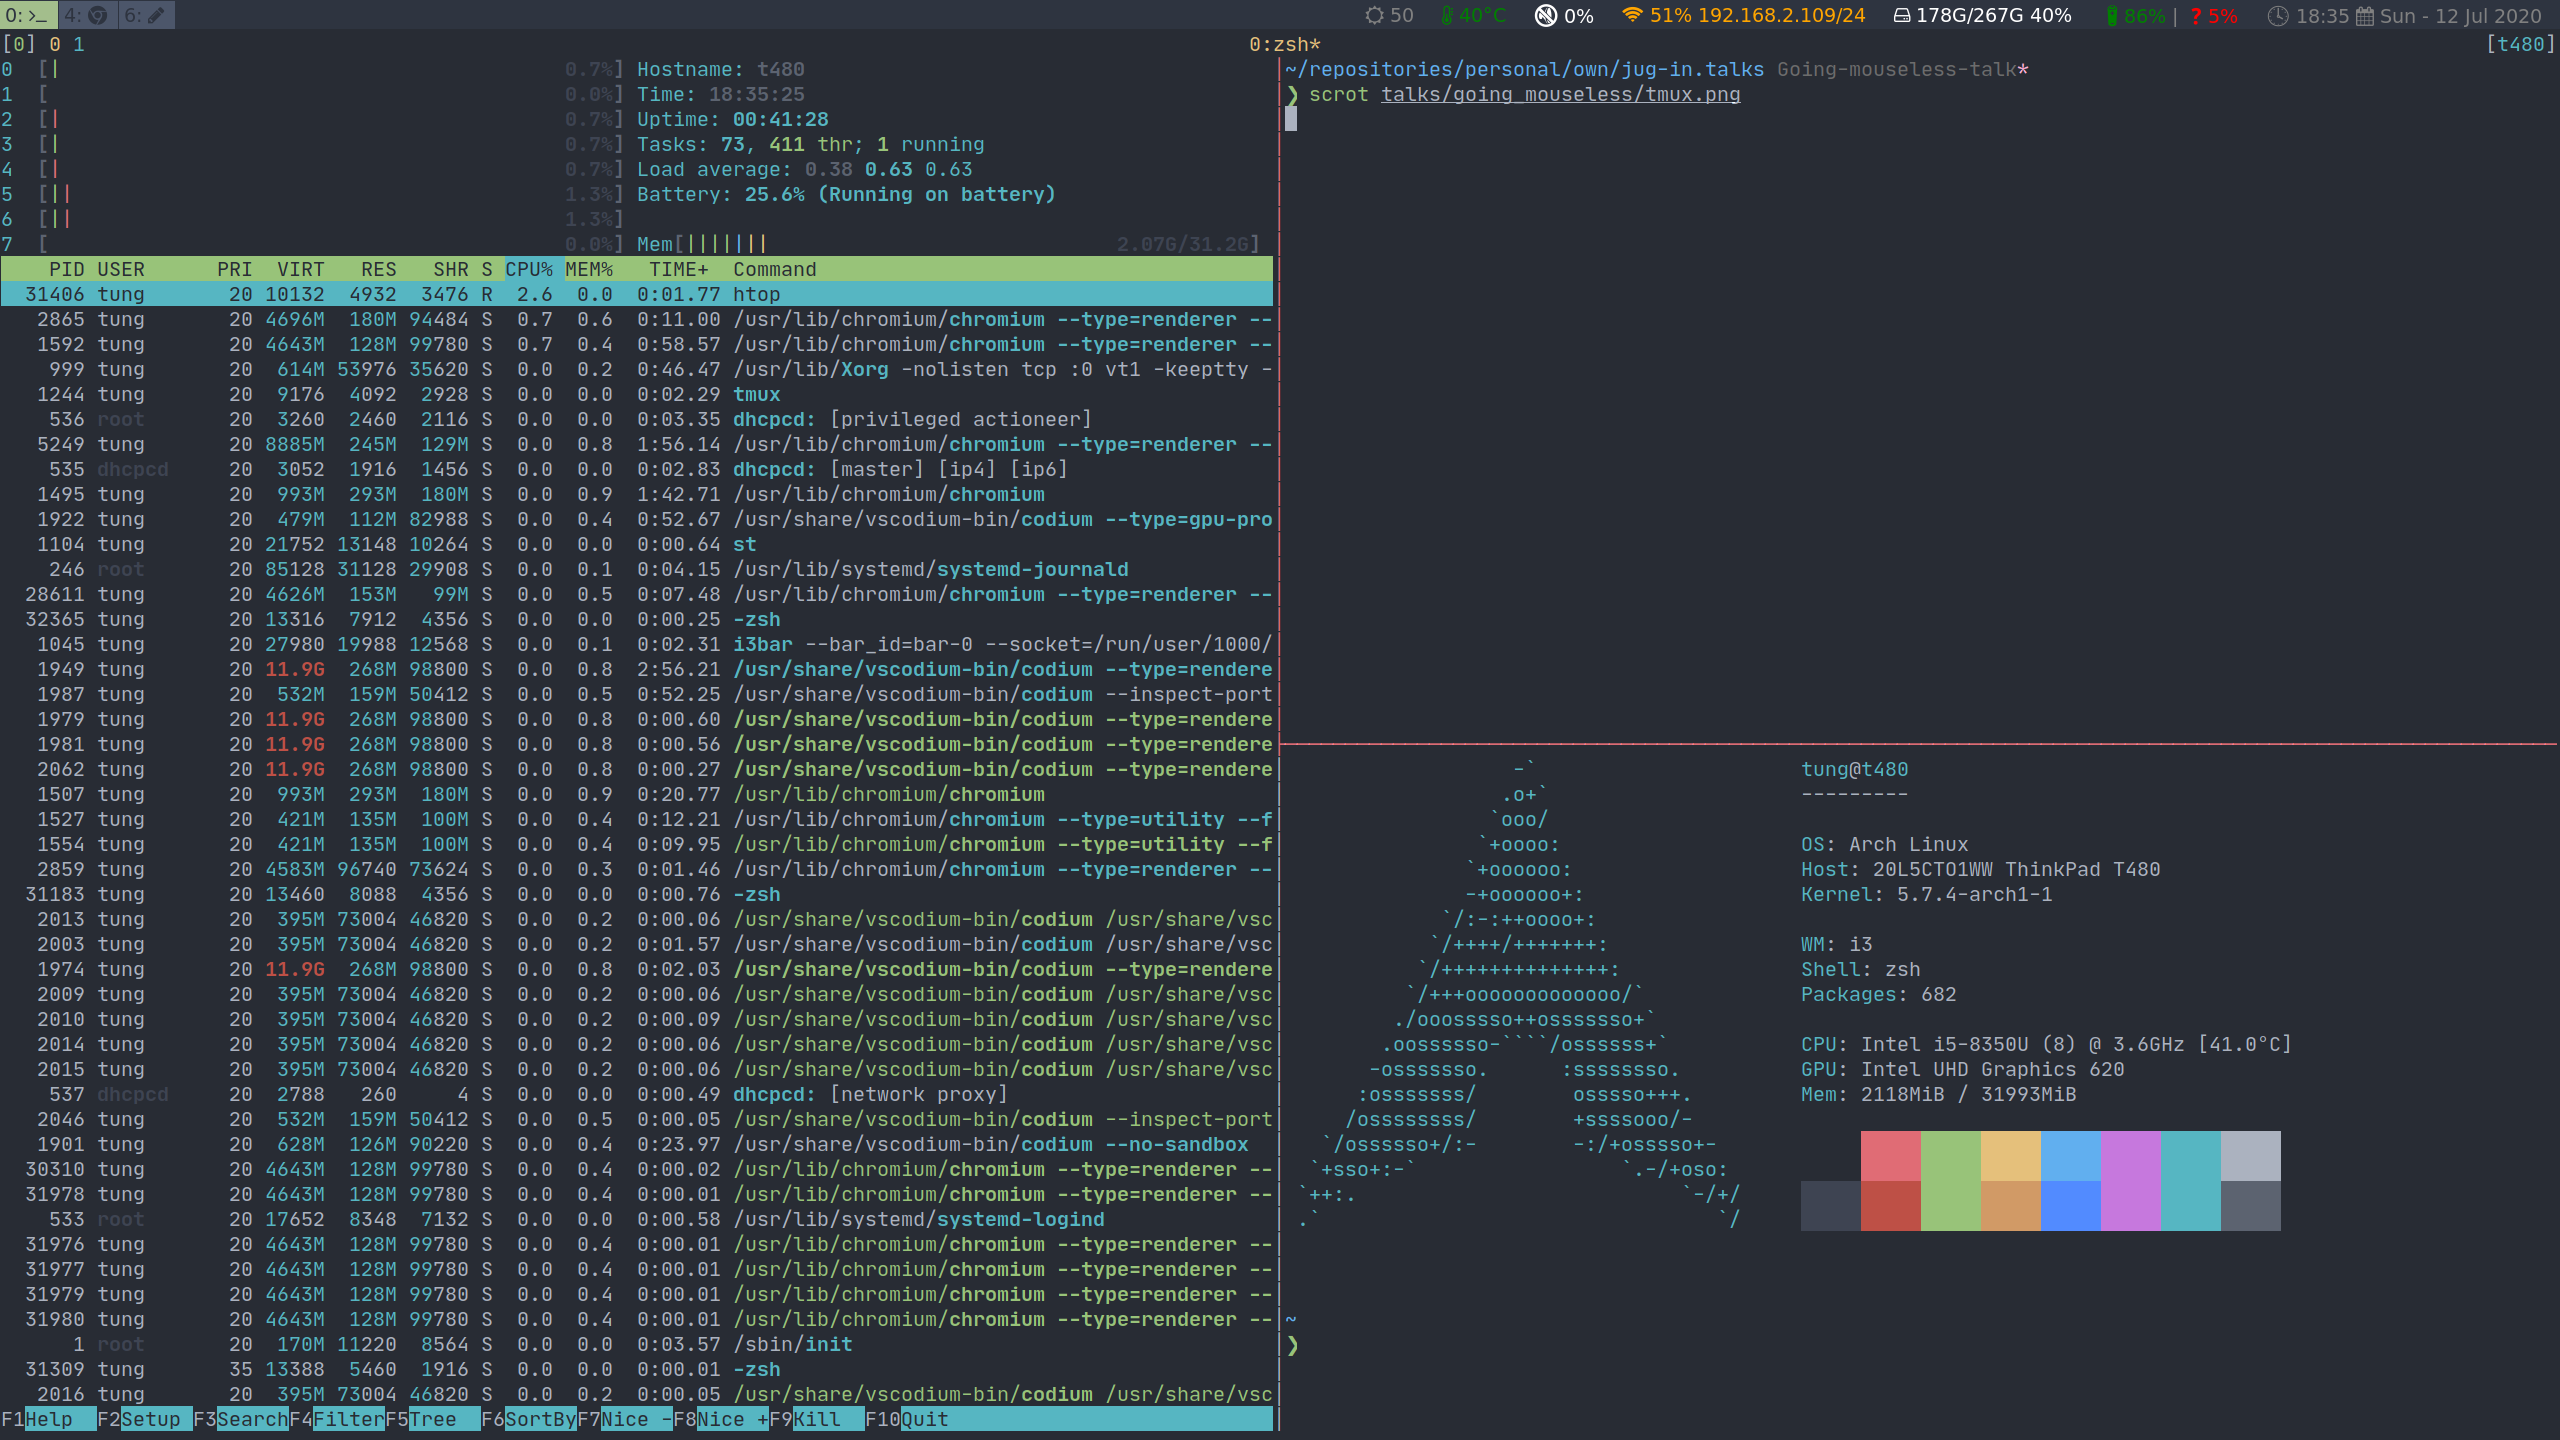 0: 4: 6: 50 40°C 0% 51% 192.168.2.109/24 178G/267G 40% 86% | ? 5% 18:35 Sun - 12 Jul 2020
[0] 0 1 0:zsh* [t480]
0 [| 0.7%] Hostname: t480
1 [ 0.0%] Time: 18:35:25
2 [| 0.7%] Uptime: 00:41:28
3 [| 0.7%] Tasks: 73, 411 thr; 1 running
4 [| 0.7%] Load average: 0.38 0.63 0.63
5 [|| 1.3%] Battery: 25.6% (Running on battery)
6 [|| 1.3%]
7 [ 0.0%] Mem[||||||| 2.07G/31.2G]
PID USER PRI VIRT RES SHR S CPU% MEM% TIME+ Command
31406 tung 20 10132 4932 3476 R 2.6 0.0 0:01.77 htop
2865 tung 20 4696M 180M 94484 S 0.7 0.6 0:11.00 /usr/lib/chromium/chromium --type=renderer --
1592 tung 20 4643M 128M 99780 S 0.7 0.4 0:58.57 /usr/lib/chromium/chromium --type=renderer --
999 tung 20 614M 53976 35620 S 0.0 0.2 0:46.47 /usr/lib/Xorg -nolisten tcp :0 vt1 -keeptty -
1244 tung 20 9176 4092 2928 S 0.0 0.0 0:02.29 tmux
536 root 20 3260 2460 2116 S 0.0 0.0 0:03.35 dhcpcd: [privileged actioneer]
5249 tung 20 8885M 245M 129M S 0.0 0.8 1:56.14 /usr/lib/chromium/chromium --type=renderer --
535 dhcpcd 20 3052 1916 1456 S 0.0 0.0 0:02.83 dhcpcd: [master] [ip4] [ip6]
1495 tung 20 993M 293M 180M S 0.0 0.9 1:42.71 /usr/lib/chromium/chromium
1922 tung 20 479M 112M 82988 S 0.0 0.4 0:52.67 /usr/share/vscodium-bin/codium --type=gpu-pro
1104 tung 20 21752 13148 10264 S 0.0 0.0 0:00.64 st
246 root 20 85128 31128 29908 S 0.0 0.1 0:04.15 /usr/lib/systemd/systemd-journald
28611 tung 20 4626M 153M 99M S 0.0 0.5 0:07.48 /usr/lib/chromium/chromium --type=renderer --
32365 tung 20 13316 7912 4356 S 0.0 0.0 0:00.25 -zsh
1045 tung 20 27980 19988 12568 S 0.0 0.1 0:02.31 i3bar --bar_id=bar-0 --socket=/run/user/1000/
1949 tung 20 11.9G 268M 98800 S 0.0 0.8 2:56.21 /usr/share/vscodium-bin/codium --type=rendere
1987 tung 20 532M 159M 50412 S 0.0 0.5 0:52.25 /usr/share/vscodium-bin/codium --inspect-port
1979 tung 20 11.9G 268M 98800 S 0.0 0.8 0:00.60 /usr/share/vscodium-bin/codium --type=rendere
1981 tung 20 11.9G 268M 98800 S 0.0 0.8 0:00.56 /usr/share/vscodium-bin/codium --type=rendere
2062 tung 20 11.9G 268M 98800 S 0.0 0.8 0:00.27 /usr/share/vscodium-bin/codium --type=rendere
1507 tung 20 993M 293M 180M S 0.0 0.9 0:20.77 /usr/lib/chromium/chromium
1527 tung 20 421M 135M 100M S 0.0 0.4 0:12.21 /usr/lib/chromium/chromium --type=utility --f
1554 tung 20 421M 135M 100M S 0.0 0.4 0:09.95 /usr/lib/chromium/chromium --type=utility --f
2859 tung 20 4583M 96740 73624 S 0.0 0.3 0:01.46 /usr/lib/chromium/chromium --type=renderer --
31183 tung 20 13460 8088 4356 S 0.0 0.0 0:00.76 -zsh
2013 tung 20 395M 73004 46820 S 0.0 0.2 0:00.06 /usr/share/vscodium-bin/codium /usr/share/vsc
2003 tung 20 395M 73004 46820 S 0.0 0.2 0:01.57 /usr/share/vscodium-bin/codium /usr/share/vsc
1974 tung 20 11.9G 268M 98800 S 0.0 0.8 0:02.03 /usr/share/vscodium-bin/codium --type=rendere
2009 tung 20 395M 73004 46820 S 0.0 0.2 0:00.06 /usr/share/vscodium-bin/codium /usr/share/vsc
2010 tung 20 395M 73004 46820 S 0.0 0.2 0:00.09 /usr/share/vscodium-bin/codium /usr/share/vsc
2014 tung 20 395M 73004 46820 S 0.0 0.2 0:00.06 /usr/share/vscodium-bin/codium /usr/share/vsc
2015 tung 20 395M 73004 46820 S 0.0 0.2 0:00.06 /usr/share/vscodium-bin/codium /usr/share/vsc
537 dhcpcd 20 2788 260 4 S 0.0 0.0 0:00.49 dhcpcd: [network proxy]
2046 tung 20 532M 159M 50412 S 0.0 0.5 0:00.05 /usr/share/vscodium-bin/codium --inspect-port
1901 tung 20 628M 126M 90220 S 0.0 0.4 0:23.97 /usr/share/vscodium-bin/codium --no-sandbox
30310 tung 20 4643M 128M 99780 S 0.0 0.4 0:00.02 /usr/lib/chromium/chromium --type=renderer --
31978 tung 20 4643M 128M 99780 S 0.0 0.4 0:00.01 /usr/lib/chromium/chromium --type=renderer --
533 root 20 17652 8348 7132 S 0.0 0.0 0:00.58 /usr/lib/systemd/systemd-logind
31976 tung 20 4643M 128M 99780 S 0.0 0.4 0:00.01 /usr/lib/chromium/chromium --type=renderer --
31977 tung 20 4643M 128M 99780 S 0.0 0.4 0:00.01 /usr/lib/chromium/chromium --type=renderer --
31979 tung 20 4643M 128M 99780 S 0.0 0.4 0:00.01 /usr/lib/chromium/chromium --type=renderer --
31980 tung 20 4643M 128M 99780 S 0.0 0.4 0:00.01 /usr/lib/chromium/chromium --type=renderer --
1 root 20 170M 11220 8564 S 0.0 0.0 0:03.57 /sbin/init
31309 tung 35 13388 5460 1916 S 0.0 0.0 0:00.01 -zsh
2016 tung 20 395M 73004 46820 S 0.0 0.2 0:00.05 /usr/share/vscodium-bin/codium /usr/share/vsc
F1Help F2Setup F3SearchF4FilterF5Tree F6SortByF7Nice -F8Nice +F9Kill F10Quit
~/repositories/personal/own/jug-in.talks Going-mouseless-talk*
❯ scrot talks/going_mouseless/tmux.png
-`
.o+`
`ooo/
`+oooo:
`+oooooo:
-+oooooo+:
`/:-:++oooo+:
`/++++/+++++++:
`/++++++++++++++:
`/+++ooooooooooooo/`
./ooosssso++osssssso+`
.oossssso-````/ossssss+`
-osssssso. :ssssssso.
:osssssss/ osssso+++.
/ossssssss/ +ssssooo/-
`/ossssso+/:- -:/+osssso+-
`+sso+:-` `.-/+oso:
`++:. `-/+/
.` `/
tung@t480
---------
OS: Arch Linux
Host: 20L5CTO1WW ThinkPad T480
Kernel: 5.7.4-arch1-1
WM: i3
Shell: zsh
Packages: 682
CPU: Intel i5-8350U (8) @ 3.6GHz [41.0°C]
GPU: Intel UHD Graphics 620
Mem: 2118MiB / 31993MiB
~
❯